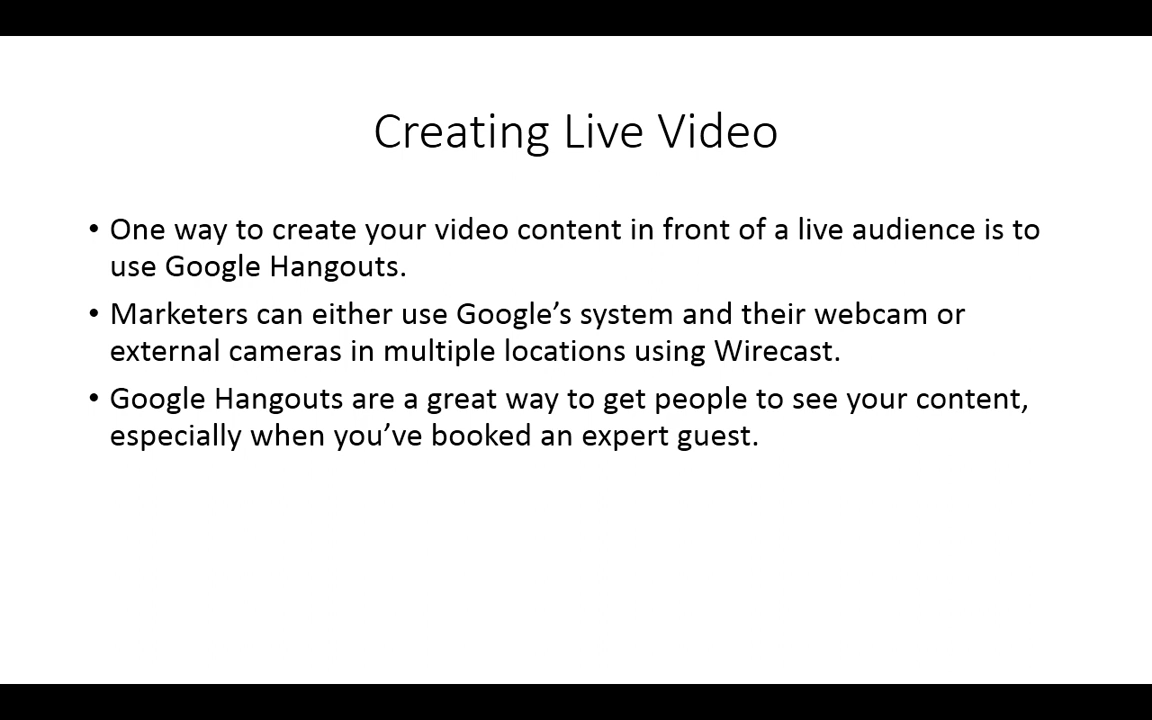 Creating Live Video
• One way to create your video content in front of a live audience is to
use Google Hangouts.
• Marketers can either use Google’s system and their webcam or
external cameras in multiple locations using Wirecast.
• Google Hangouts are a great way to get people to see your content,
especially when you’ve booked an expert guest.